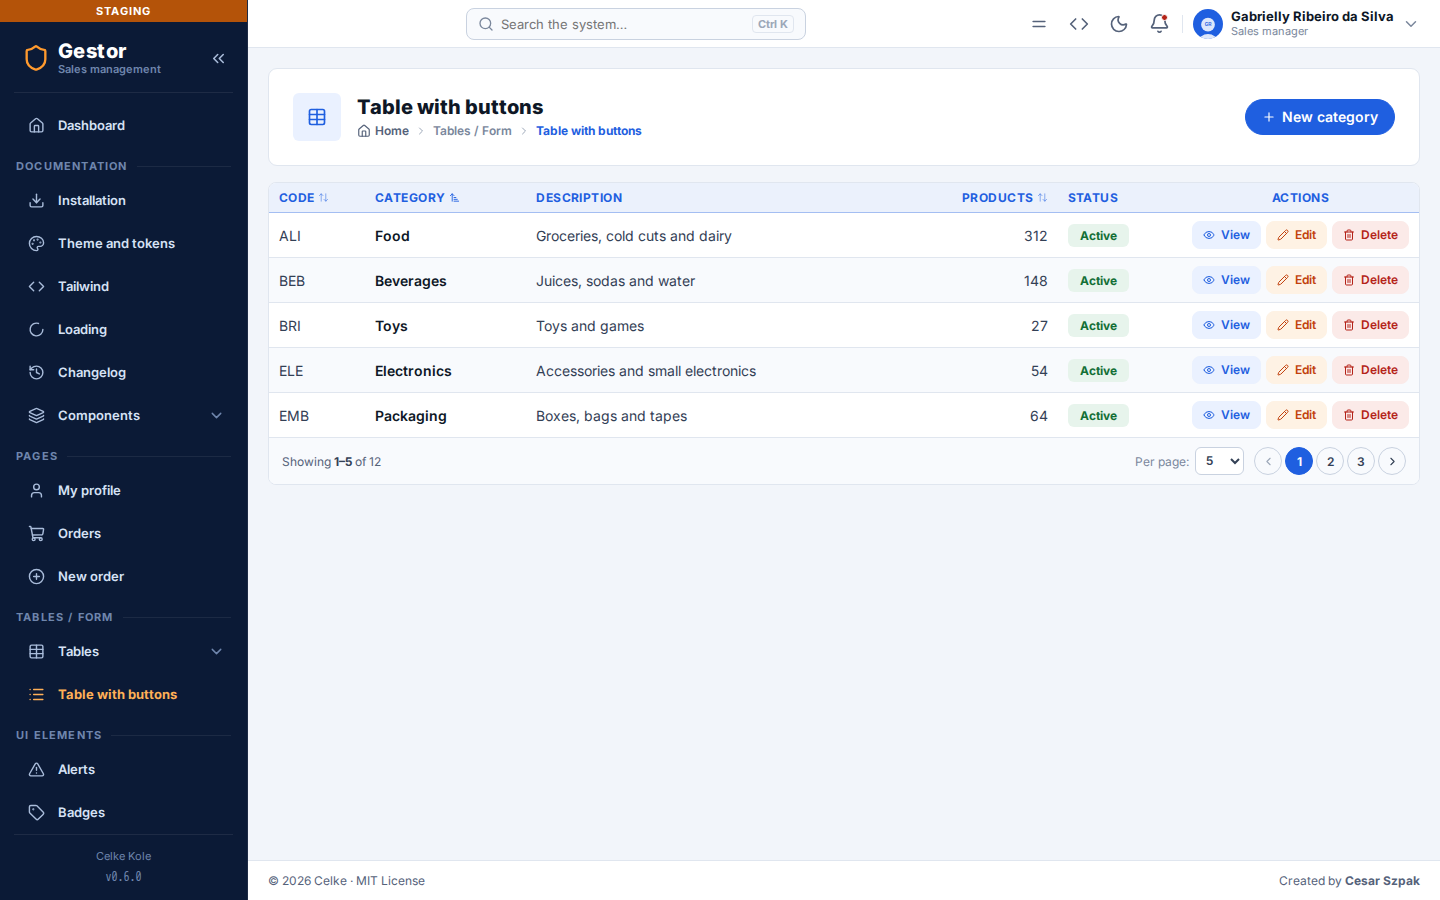 STAGING
Gestor
Sales management
Dashboard
DOCUMENTATION
Installation
Theme and tokens
Tailwind
Loading
Changelog
Components
PAGES
My profile
Orders
New order
TABLES / FORM
Tables
Table with buttons
UI ELEMENTS
Alerts
Badges
Celke Kole
v0.6.0
Search the system...
Ctrl K
GR
Gabrielly Ribeiro da Silva
Sales manager
Table with buttons
Home
Tables / Form
Table with buttons
New category
CODE CATEGORY DESCRIPTION PRODUCTS STATUS ACTIONS
ALI Food Groceries, cold cuts and dairy 312 Active View Edit Delete
BEB Beverages Juices, sodas and water 148 Active View Edit Delete
BRI Toys Toys and games 27 Active View Edit Delete
ELE Electronics Accessories and small electronics 54 Active View Edit Delete
EMB Packaging Boxes, bags and tapes 64 Active View Edit Delete
Showing 1–5 of 12
Per page: 5
1 2 3
© 2026 Celke · MIT License
Created by Cesar Szpak